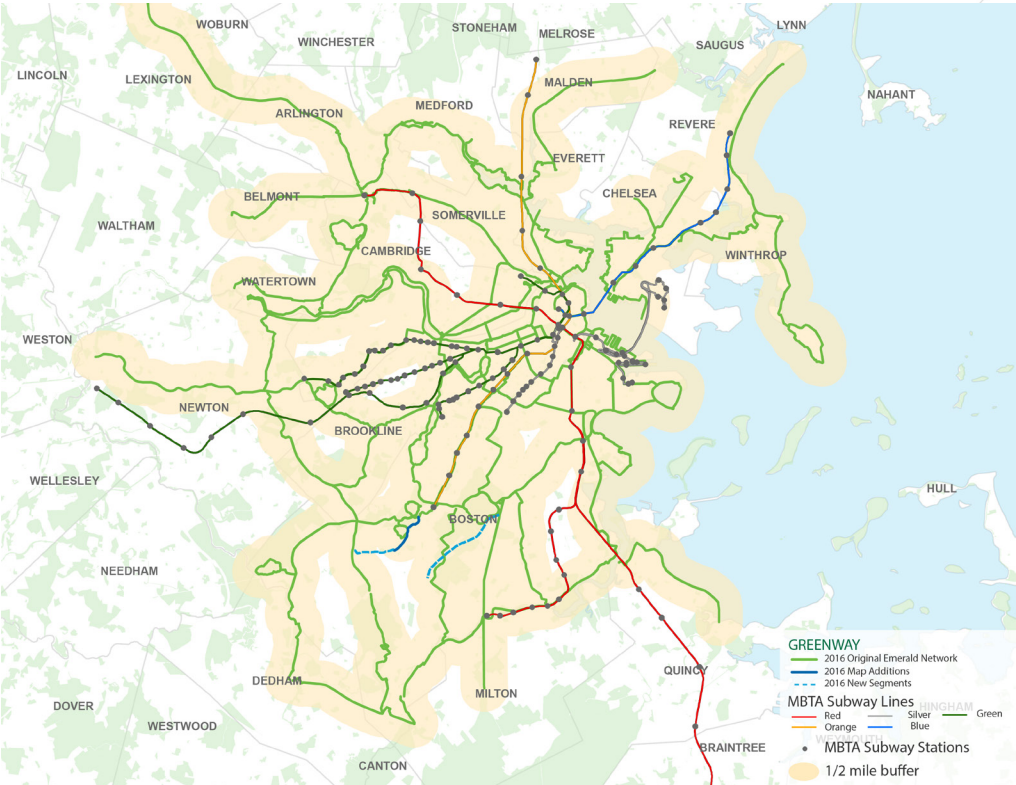 WOBURN
STONEHAM
LYNN
MELROSE
WINCHESTER
SAUGUS
LINCOLN
LEXINGTON
MALDEN
NAHANT
MEDFORD
ARLINGTON
REVERE
EVERETT
BELMONT
CHELSEA
SOMERVILLE
WALTHAM
CAMBRIDGE
WINTHROP
WATERTOWN
WESTON
NEWTON
BROOKLINE
WELLESLEY
HULL
BOSTON
NEEDHAM
GREENWAY
2016 Original Emerald Network
2016 Map Additions
2016 New Segments
QUINCY
DEDHAM
MILTON
MBTA Subway Lines
DOVER
HINGHAM
Red
Silver
Green
Orange
Blue
WESTWOOD
WEYMOUTH
BRAINTREE
MBTA Subway Stations
CANTON
1/2 mile buffer